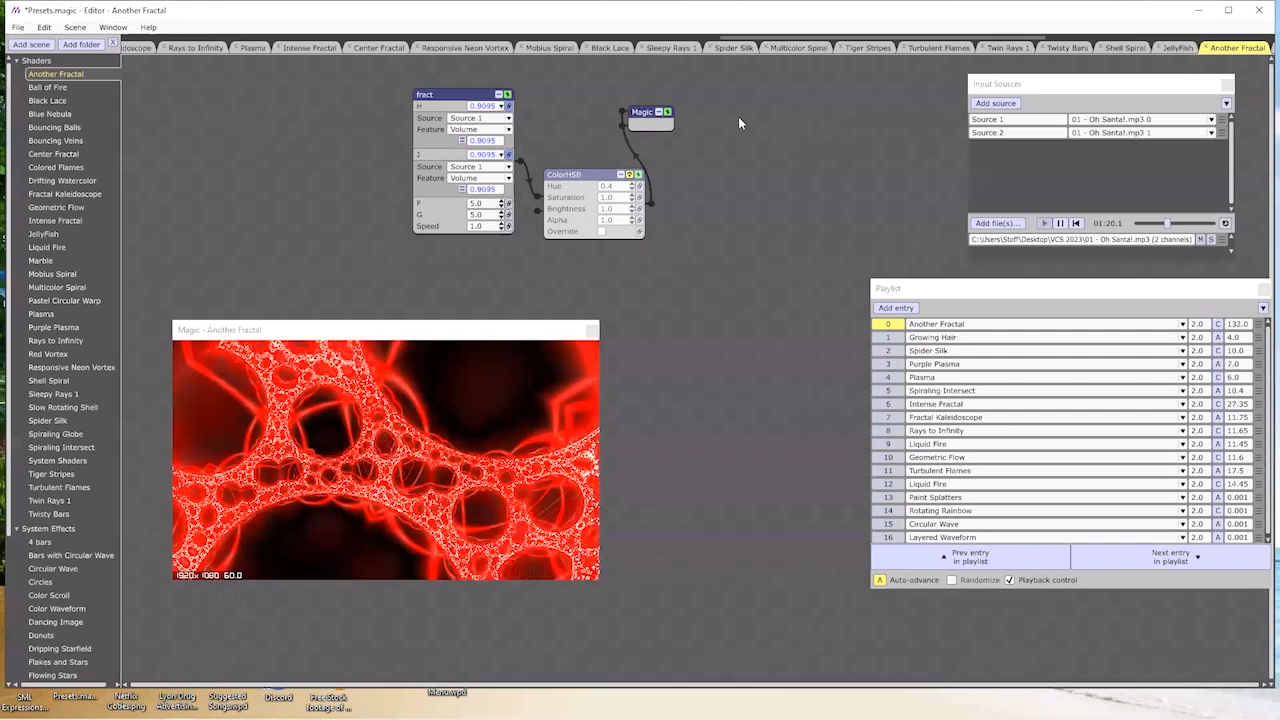 *Presets.magic - Editor - Another Fractal
File Edit Scene Window Help
Add scene Add folder X
doscope × Rays to Infinity × Plasma × Intense Fractal × Center Fractal × Responsive Neon Vortex × Mobius Spiral × Black Lace × Sleepy Rays 1 × Spider Silk × Multicolor Spiral × Tiger Stripes × Turbulent Flames × Twin Rays 1 × Twisty Bars × Shell Spiral × JellyFish × Another Fractal
Shaders
Another Fractal
Ball of Fire
Black Lace
Blue Nebula
Bouncing Balls
Bouncing Veins
Center Fractal
Colored Flames
Drifting Watercolor
Fractal Kaleidoscope
Geometric Flow
Intense Fractal
JellyFish
Liquid Fire
Marble
Mobius Spiral
Multicolor Spiral
Pastel Circular Warp
Plasma
Purple Plasma
Rays to Infinity
Red Vortex
Responsive Neon Vortex
Shell Spiral
Sleepy Rays 1
Slow Rotating Shell
Spider Silk
Spiraling Globe
Spiraling Intersect
System Shaders
Tiger Stripes
Turbulent Flames
Twin Rays 1
Twisty Bars
System Effects
4 bars
Bars with Circular Wave
Circular Wave
Circles
Color Scroll
Color Waveform
Dancing Image
Donuts
Dripping Starfield
Flakes and Stars
Flowing Stars
fract
H 0.9095
Source Source 1
Feature Volume
= 0.9095
J 0.9095
Source Source 1
Feature Volume
= 0.9095
F 5.0
G 5.0
Speed 1.0
ColorHSB
Hue 0.4
Saturation 1.0
Brightness 1.0
Alpha 1.0
Override
Magic
Magic - Another Fractal
1920x1080 60.0
Input Sources
Add source
Source 1 01 - Oh Santa!.mp3 0
Source 2 01 - Oh Santa!.mp3 1
Add file(s)... 01:20.1
C:\Users\Stoff\Desktop\VCS 2023\01 - Oh Santa!.mp3 (2 channels) M S
Playlist
Add entry
0 Another Fractal 2.0 C 132.0
1 Growing Hair 2.0 C 4.0
2 Spider Silk 2.0 C 10.0
3 Purple Plasma 2.0 A 7.0
4 Plasma 2.0 C 6.0
5 Spiraling Intersect 2.0 A 10.4
6 Intense Fractal 2.0 C 27.35
7 Fractal Kaleidoscope 2.0 A 11.75
8 Rays to Infinity 2.0 C 11.65
9 Liquid Fire 2.0 A 11.45
10 Geometric Flow 2.0 C 11.6
11 Turbulent Flames 2.0 A 17.5
12 Liquid Fire 2.0 C 14.45
13 Paint Splatters 2.0 A 0.001
14 Rotating Rainbow 2.0 C 0.001
15 Circular Wave 2.0 A 0.001
16 Layered Waveform 2.0 C 0.001
Prev entry
in playlist
Next entry
in playlist
A Auto-advance Randomize Playback control
SML
Expressions...
Presets.ma...
Netflix
Codes.png
Lyon Drug
Advertisin...
Suggested
Song.wpd
Discord
Free Stock
footage of ...
Menu.wpd